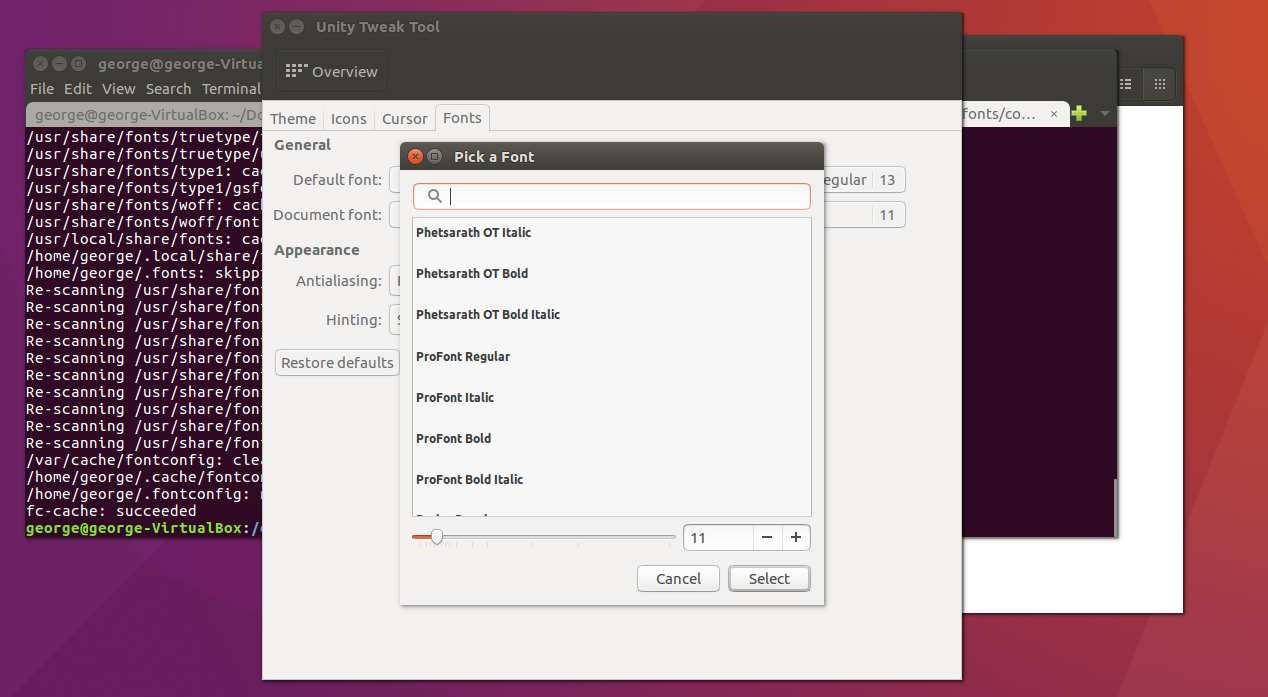 Unity Tweak Tool
Overview
Theme Icons Cursor Fonts
General
Default font:
Regular 13
Document font:
11
Appearance
Antialiasing:
Hinting:
Restore defaults
Pick a Font
Phetsarath OT Italic
Phetsarath OT Bold
Phetsarath OT Bold Italic
ProFont Regular
ProFont Italic
ProFont Bold
ProFont Bold Italic
11
Cancel Select
george@george-Virtua
File Edit View Search Terminal
george@george-VirtualBox: ~/Do
fonts/co... ×
/usr/share/fonts/truetype/
/usr/share/fonts/truetype/
/usr/share/fonts/type1: cac
/usr/share/fonts/type1/gsf
/usr/share/fonts/woff: cach
/usr/share/fonts/woff/font
/usr/local/share/fonts: cac
/home/george/.local/share/
/home/george/.fonts: skipp
Re-scanning /usr/share/fon
Re-scanning /usr/share/fon
Re-scanning /usr/share/fon
Re-scanning /usr/share/fon
Re-scanning /usr/share/fon
Re-scanning /usr/share/fon
Re-scanning /usr/share/fon
Re-scanning /usr/share/fon
Re-scanning /usr/share/fon
Re-scanning /usr/share/fon
/var/cache/fontconfig: clea
/home/george/.cache/fontcon
/home/george/.fontconfig:
fc-cache: succeeded
george@george-VirtualBox:/